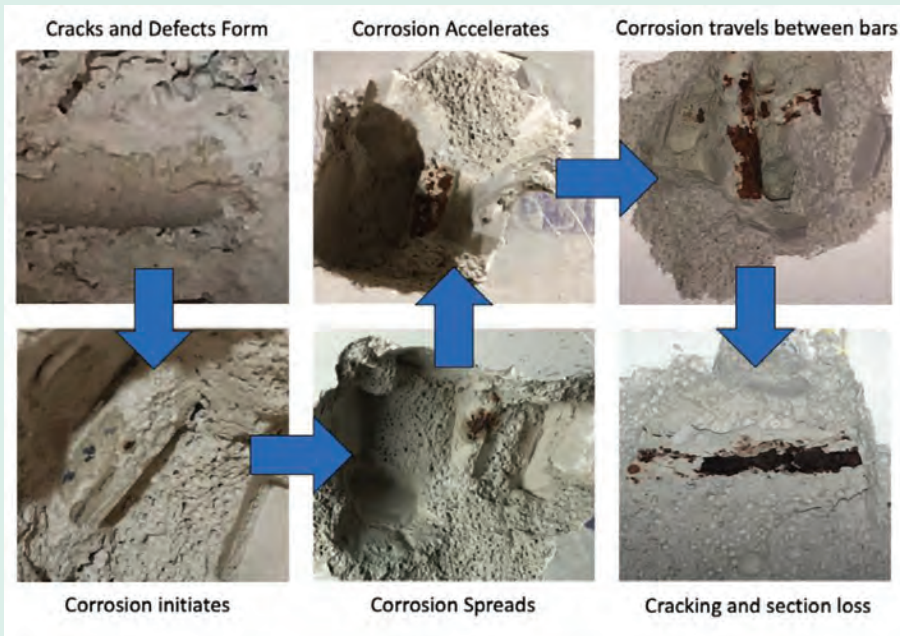 Cracks and Defects Form
Corrosion Accelerates
Corrosion travels between bars
Corrosion initiates
Corrosion Spreads
Cracking and section loss